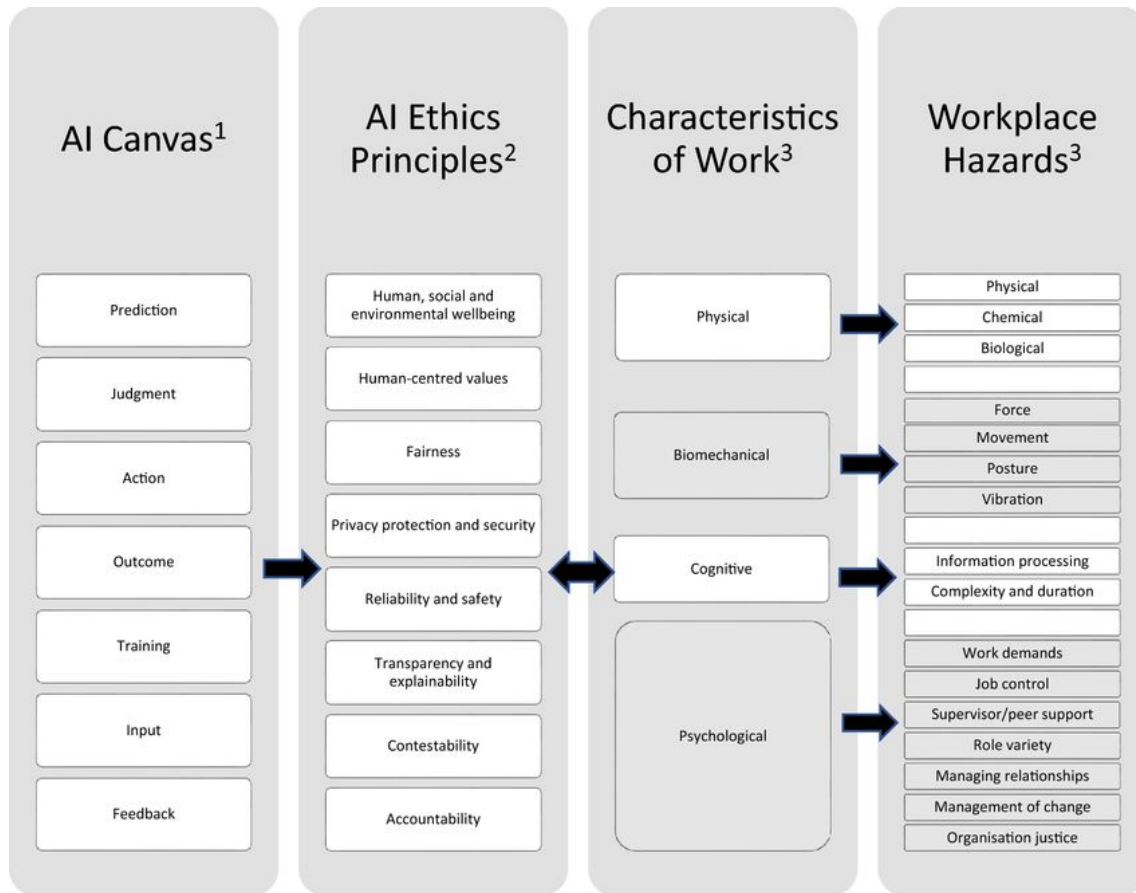 AI Canvas¹
Prediction
Judgment
Action
Outcome
Training
Input
Feedback
AI Ethics
Principles²
Human, social and
environmental wellbeing
Human-centred values
Fairness
Privacy protection and security
Reliability and safety
Transparency and
explainability
Contestability
Accountability
Characteristics
of Work³
Physical
Biomechanical
Cognitive
Psychological
Workplace
Hazards³
Physical
Chemical
Biological
Force
Movement
Posture
Vibration
Information processing
Complexity and duration
Work demands
Job control
Supervisor/peer support
Role variety
Managing relationships
Management of change
Organisation justice